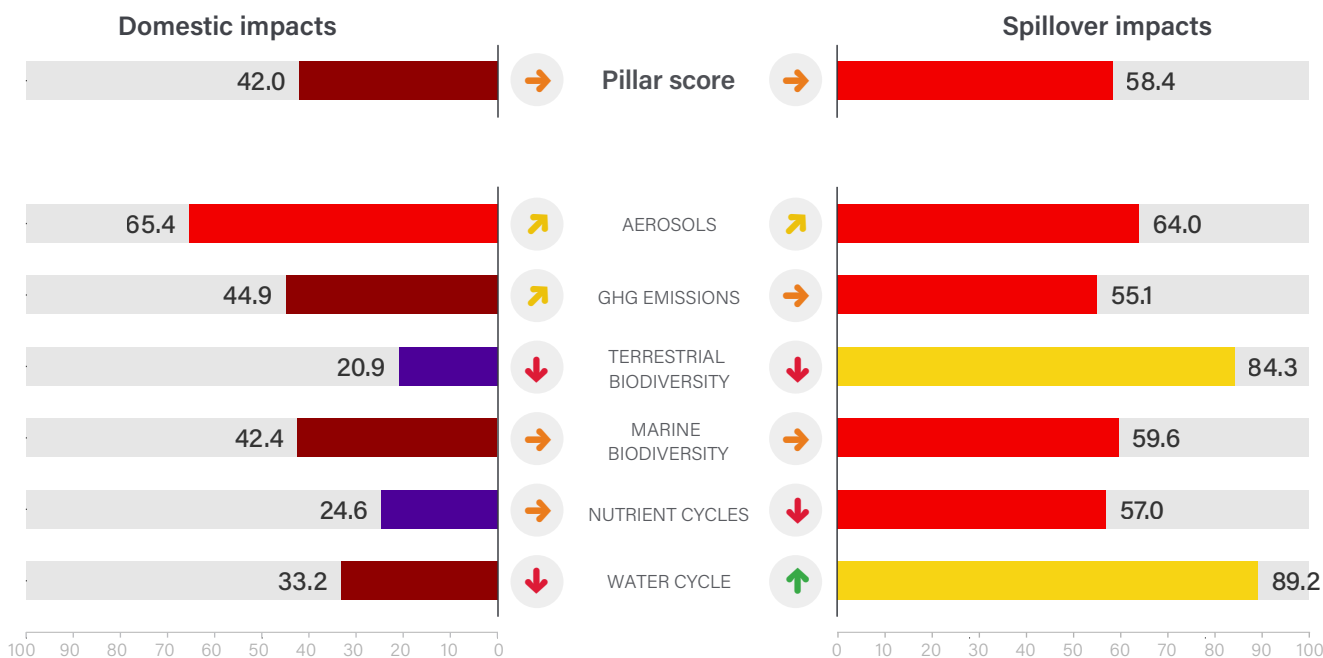 Domestic impacts
Spillover impacts
42.0
Pillar score
58.4
65.4
AEROSOLS
64.0
44.9
GHG EMISSIONS
55.1
20.9
TERRESTRIAL
BIODIVERSITY
84.3
42.4
MARINE
BIODIVERSITY
59.6
24.6
NUTRIENT CYCLES
57.0
33.2
WATER CYCLE
89.2
100 90 80 70 60 50 40 30 20 10 0
0 10 20 30 40 50 60 70 80 90 100